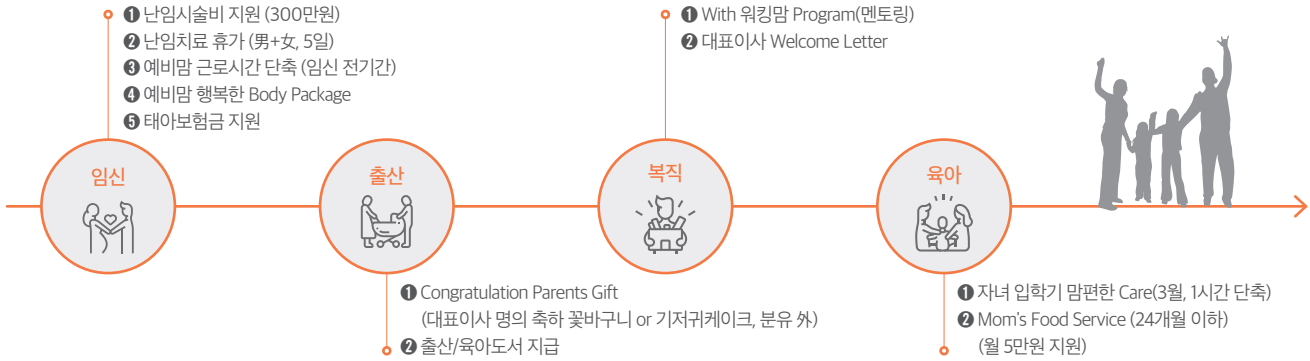 ❶ 난임시술비 지원 (300만원)
❷ 난임치료 휴가 (男+女, 5일)
❸ 예비맘 근로시간 단축 (임신 전기간)
❹ 예비맘 행복한 Body Package
❺ 태아보험금 지원
임신
출산
❶ Congratulation Parents Gift
(대표이사 명의 축하 꽃바구니 or 기저귀케이크, 분유 外)
❷ 출산/육아도서 지급
❶ With 워킹맘 Program(멘토링)
❷ 대표이사 Welcome Letter
복직
육아
❶ 자녀 입학기 맘편한 Care(3월, 1시간 단축)
❷ Mom's Food Service (24개월 이하)
(월 5만원 지원)